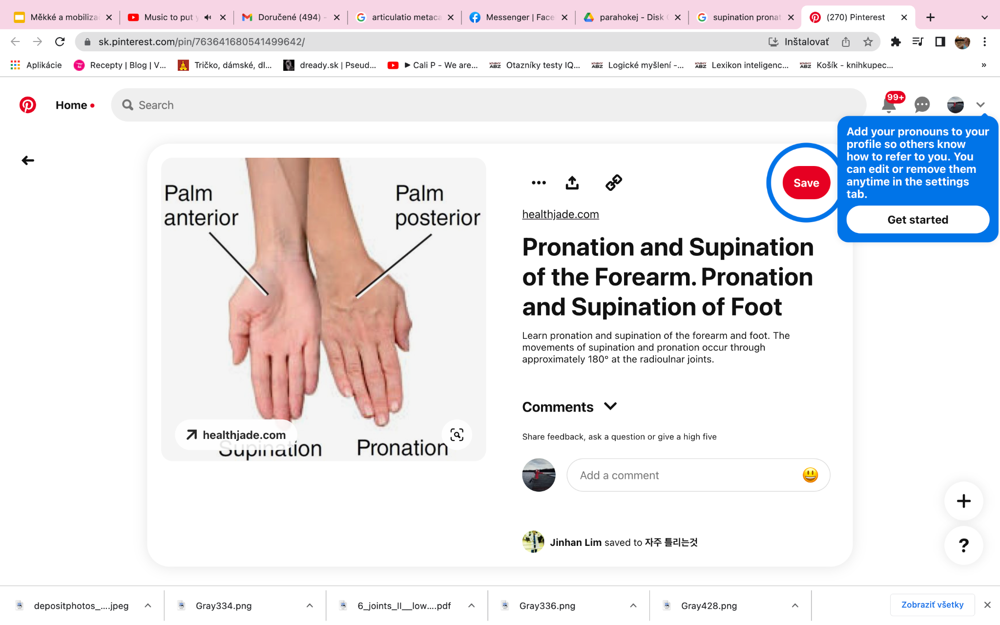 Měkké a mobiliza
Music to put y
Doručené (494) -
articulatio metaca
Messenger | Face
parahokej - Disk
supination pronat
(270) Pinterest
sk.pinterest.com/pin/763641680541499642/
Inštalovať
Aplikácie
Recepty | Blog | V...
Tričko, dámské, dl...
dready.sk | Pseud...
Cali P - We are...
KNIHY ABZ Otazníky testy IQ...
KNIHY ABZ Logické myšlení -...
KNIHY ABZ Lexikon inteligenc...
KNIHY ABZ Košík - knihkupec...
»
Home
Search
99+
Add your pronouns to your
profile so others know
how to refer to you. You
can edit or remove them
anytime in the settings
tab.
Get started
Save
Palm
anterior
Palm
posterior
healthjade.com
Supination
Pronation
healthjade.com
Pronation and Supination
of the Forearm. Pronation
and Supination of Foot
Learn pronation and supination of the forearm and foot. The
movements of supination and pronation occur through
approximately 180° at the radioulnar joints.
Comments
Share feedback, ask a question or give a high five
Add a comment
Jinhan Lim saved to 자주 틀리는것
?
depositphotos_....jpeg
Gray334.png
6_joints_II__low....pdf
Gray336.png
Gray428.png
Zobraziť všetky